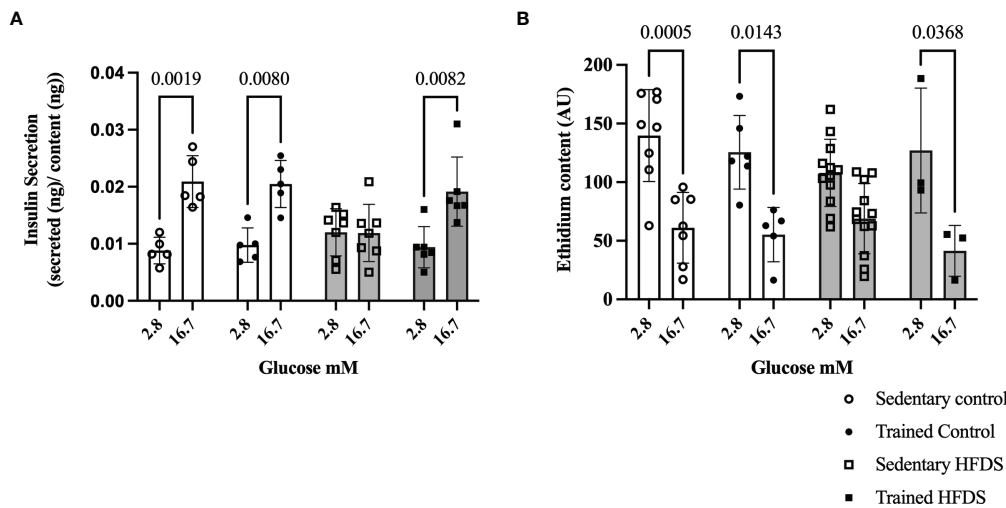 A
0.0019
0.0080
0.0082
0.04
0.03
0.02
0.01
0.00
Insulin Secretion
(secreted (ng)/ content (ng))
2.8
16.7
2.8
16.7
2.8
16.7
2.8
16.7
Glucose mM
B
0.0005
0.0143
0.0368
200
150
100
50
0
Ethidium content (AU)
2.8
16.7
2.8
16.7
2.8
16.7
2.8
16.7
Glucose mM
Sedentary control
Trained Control
Sedentary HFDS
Trained HFDS